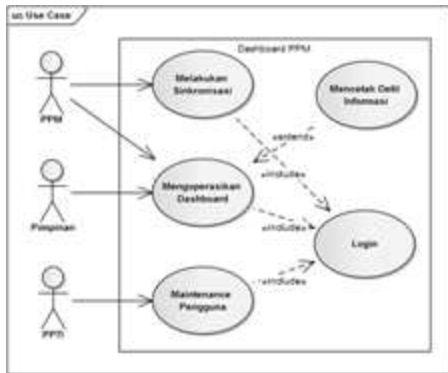 uc Use Case
Dashboard PPM
Melakukan
Sinkronisasi
Mencetak Detil
Informasi
PPM
«extend»
«include»
Mengoperasikan
Dashboard
«include»
Pimpinan
Login
«include»
Maintenance
Pengguna
PPTI